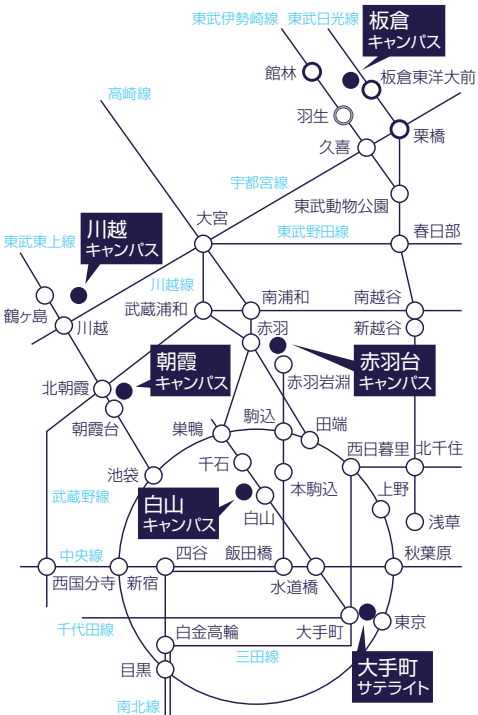 東武伊勢崎線
東武日光線
板倉
キャンパス
館林
板倉東洋大前
高崎線
羽生
栗橋
久喜
宇都宮線
東武動物公園
大宮
川越
キャンパス
東武東上線
東武野田線
春日部
川越線
鶴ヶ島
武蔵浦和
南浦和
南越谷
川越
赤羽
新越谷
朝霞
キャンパス
赤羽台
キャンパス
北朝霞
赤羽岩淵
朝霞台
駒込
巣鴨
田端
西日暮里
北千住
千石
池袋
本駒込
上野
武蔵野線
白山
キャンパス
白山
浅草
中央線
四谷
飯田橋
秋葉原
西国分寺
新宿
水道橋
千代田線
白金高輪
大手町
東京
三田線
目黒
大手町
サテライト
南北線